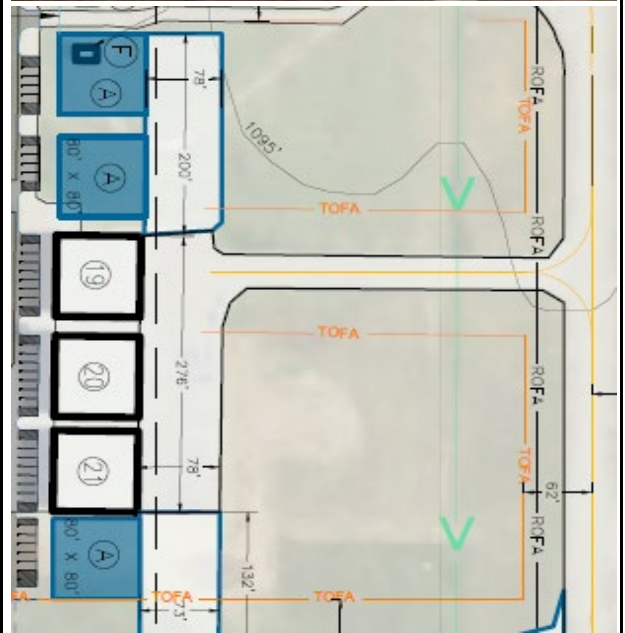 F
A
78'
200'
1095'
ROFA
TOFA
80' X 80'
A
TOFA
ROFA
19
276'
TOFA
20
ROFA
21
78'
TOFA
62'
ROFA
80' X 80'
A
132'
TOFA
TOFA
73'